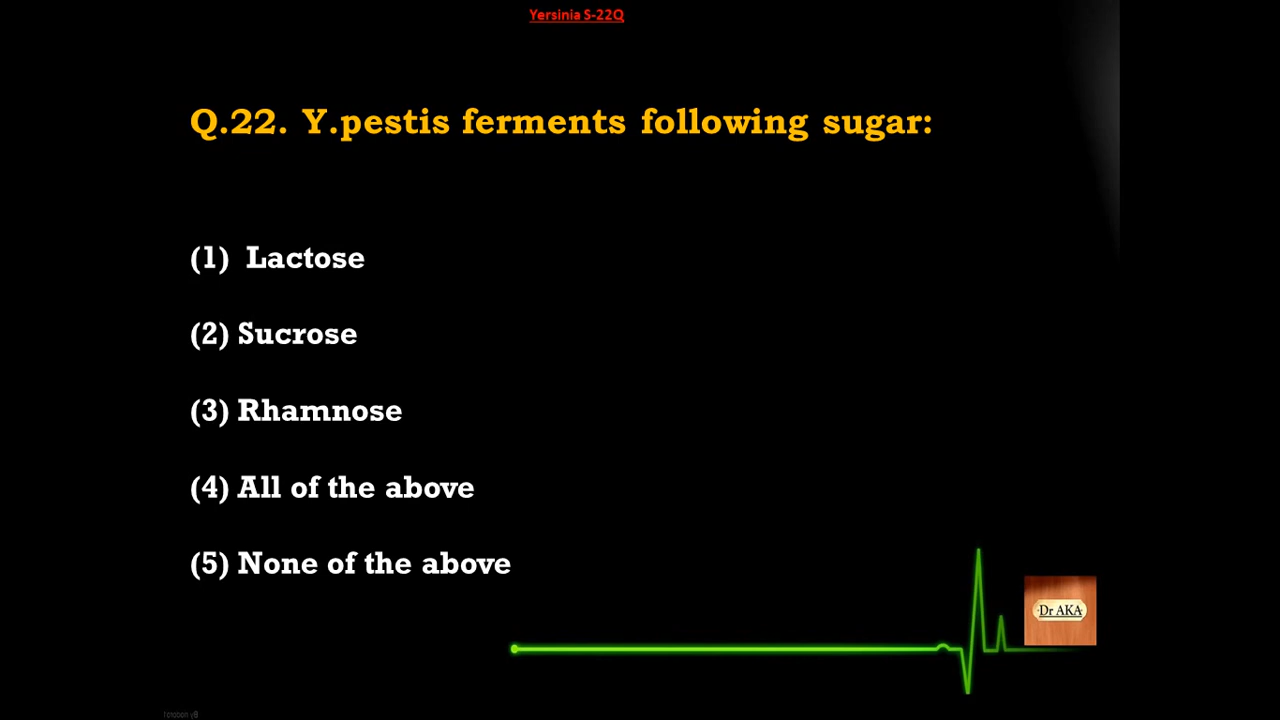 Yersinia S-22Q
Q.22. Y.pestis ferments following sugar:
(1) Lactose
(2) Sucrose
(3) Rhamnose
(4) All of the above
(5) None of the above
Dr AKA